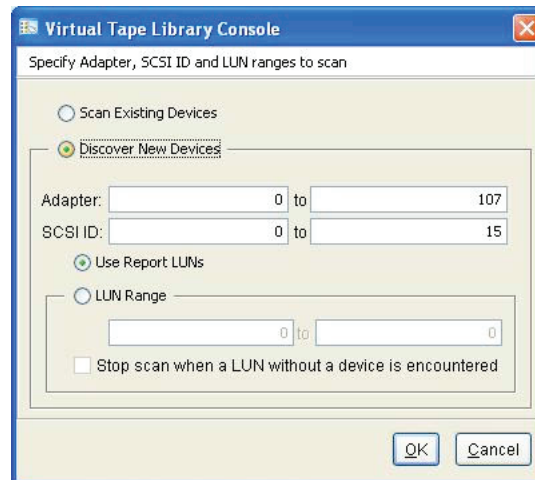 Virtual Tape Library Console
Specify Adapter, SCSI ID and LUN ranges to scan
Scan Existing Devices
Discover New Devices
Adapter: 0 to 107
SCSI ID: 0 to 15
Use Report LUNs
LUN Range
0 to 0
Stop scan when a LUN without a device is encountered
OK Cancel